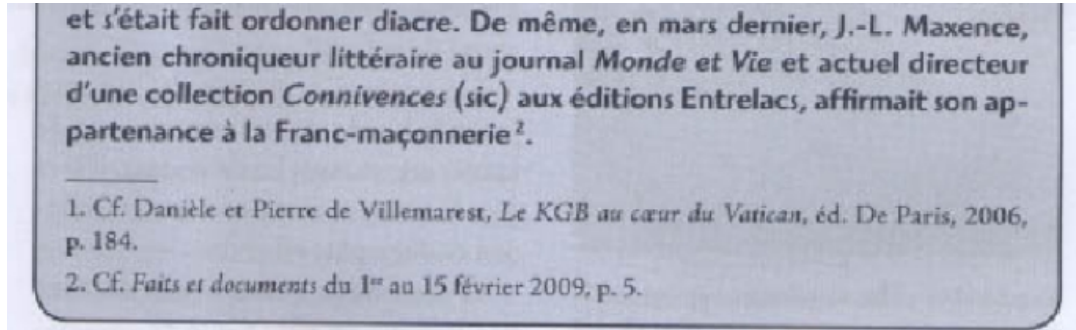 et s'était fait ordonner diacre. De même, en mars dernier, J.-L. Maxence,
ancien chroniqueur littéraire au journal Monde et Vie et actuel directeur
d'une collection Connivences (sic) aux éditions Entrelacs, affirmait son ap-
partenance à la Franc-maçonnerie².
1. Cf. Danièle et Pierre de Villemarest, Le KGB au cœur du Vatican, éd. De Paris, 2006,
p. 184.
2. Cf. Faits et documents du 1er au 15 février 2009, p. 5.